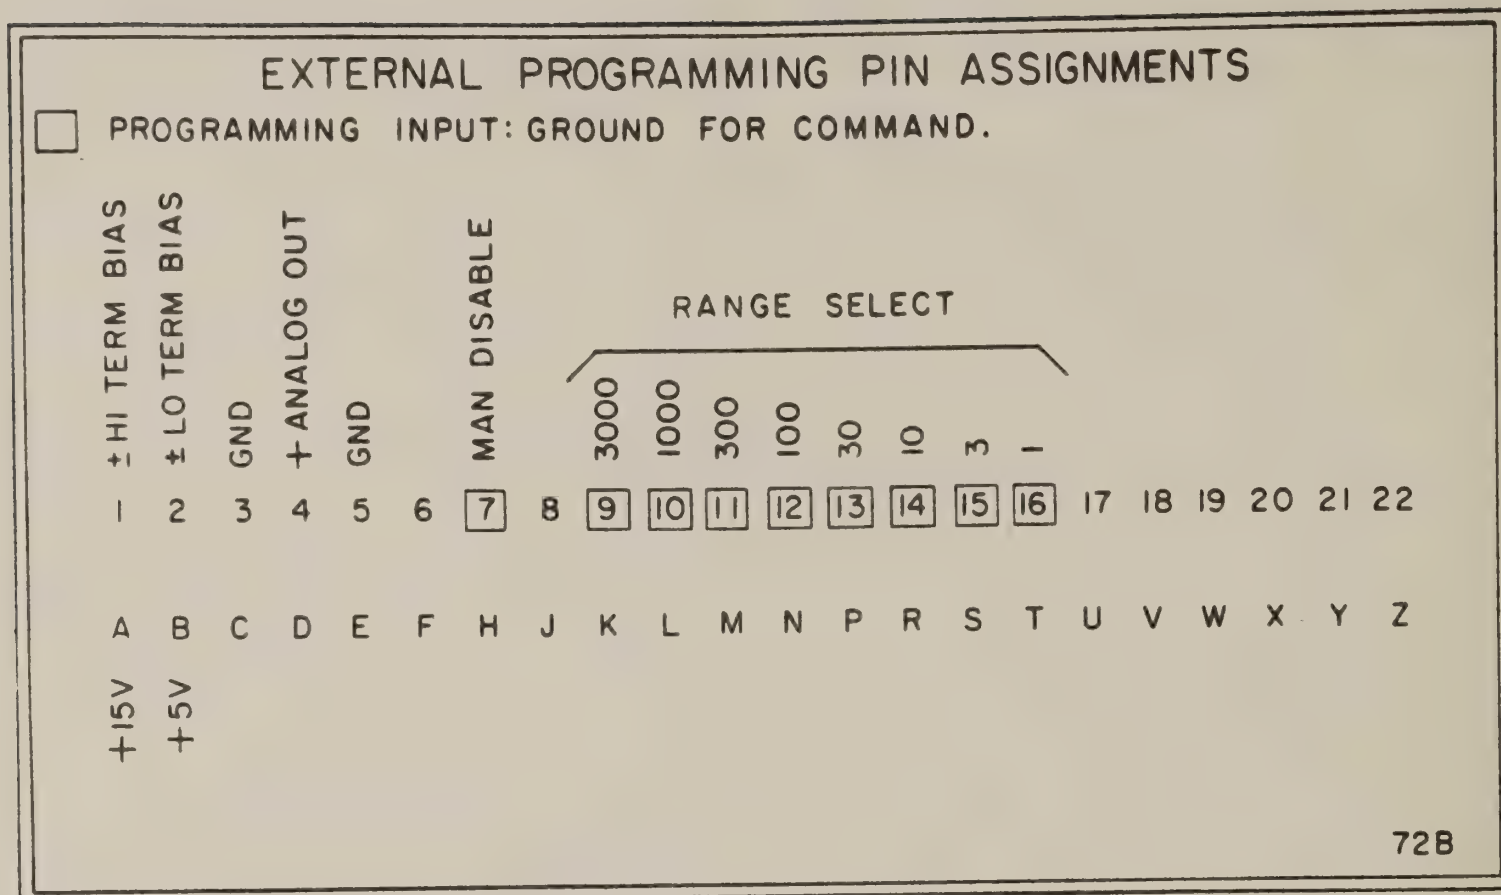 EXTERNAL PROGRAMMING PIN ASSIGNMENTS
PROGRAMMING INPUT: GROUND FOR COMMAND.
± HI TERM BIAS
± LO TERM BIAS
GND
+ ANALOG OUT
GND
MAN DISABLE
RANGE SELECT
3000 1000 300 100 30 10 3 1
1 2 3 4 5 6 7 8 9 10 11 12 13 14 15 16 17 18 19 20 21 22
A B C D E F H J K L M N P R S T U V W X Y Z
+15V
+5V
72B